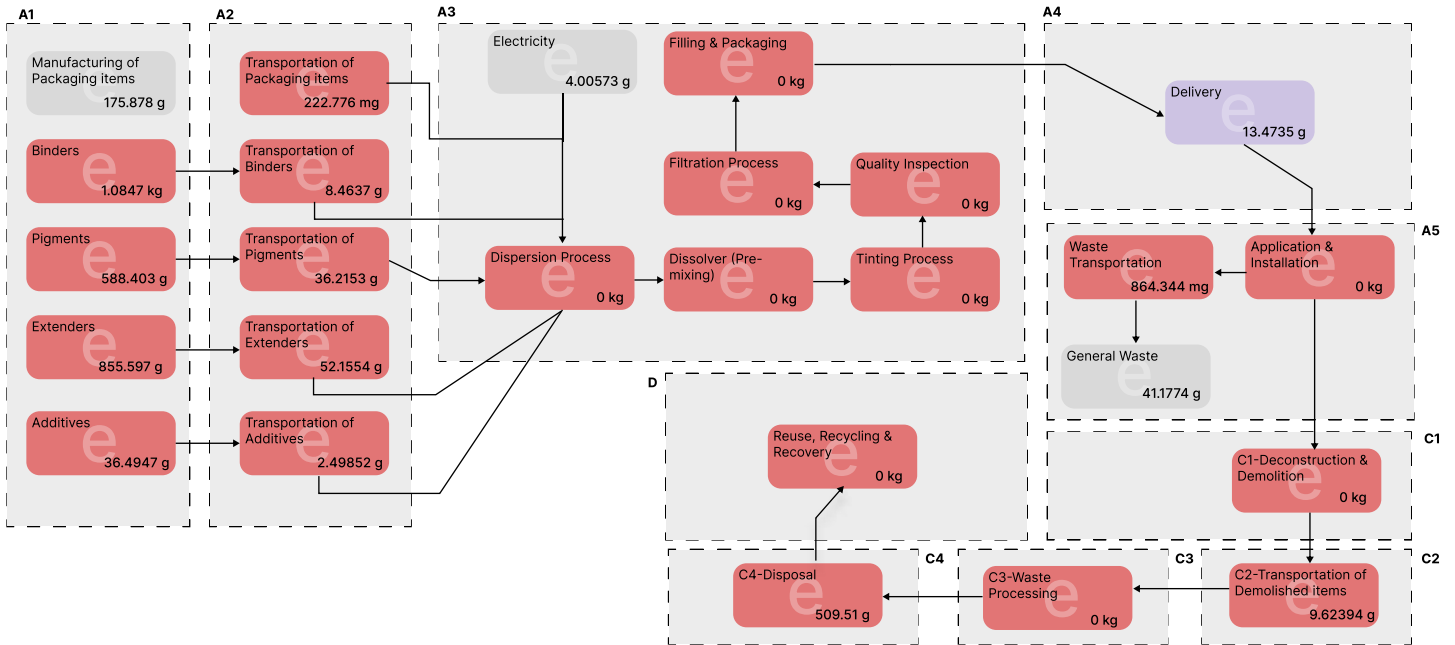 A1
Manufacturing of
Packaging items
175.878 g
Binders
1.0847 kg
Pigments
588.403 g
Extenders
855.597 g
Additives
36.4947 g
A2
Transportation of
Packaging items
222.776 mg
Transportation of
Binders
8.4637 g
Transportation of
Pigments
36.2153 g
Transportation of
Extenders
52.1554 g
Transportation of
Additives
2.49852 g
A3
Electricity
4.00573 g
Filling & Packaging
0 kg
Filtration Process
0 kg
Quality Inspection
0 kg
Dispersion Process
0 kg
Dissolver (Pre-
mixing)
0 kg
Tinting Process
0 kg
A4
Delivery
13.4735 g
A5
Waste
Transportation
864.344 mg
Application &
Installation
0 kg
General Waste
41.1774 g
D
Reuse, Recycling &
Recovery
0 kg
C1
C1-Deconstruction &
Demolition
0 kg
C4
C4-Disposal
509.51 g
C3
C3-Waste
Processing
0 kg
C2
C2-Transportation of
Demolished items
9.62394 g